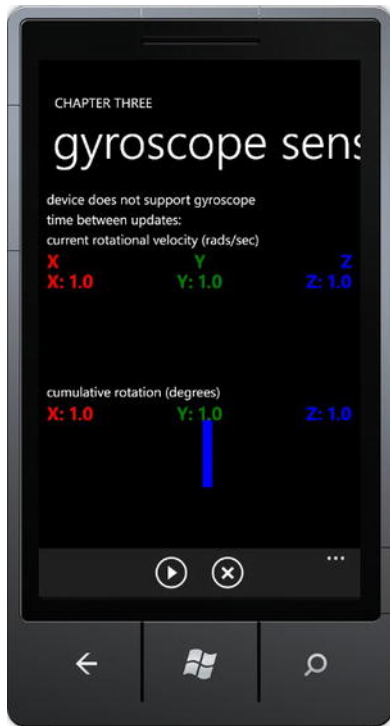 CHAPTER THREE
gyroscope sens
device does not support gyroscope
time between updates:
current rotational velocity (rads/sec)
X Y Z
X: 1.0 Y: 1.0 Z: 1.0
cumulative rotation (degrees)
X: 1.0 Y: 1.0 Z: 1.0